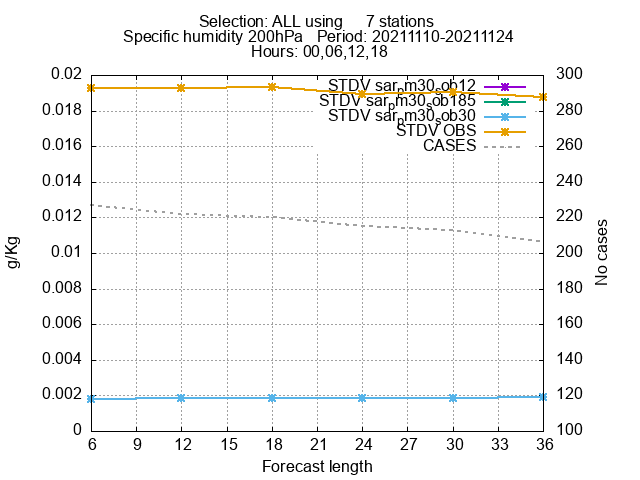 Selection: ALL using 7 stations
Specific humidity 200hPa Period: 20211110-20211124
Hours: 00,06,12,18
0.02
0.018
0.016
0.014
0.012
0.01
0.008
0.006
0.004
0.002
0
g/Kg
STDV sarpm30sob12
STDV sarpm30sob185
STDV sarpm30sob30
STDV OBS
CASES
300
280
260
240
220
200
180
160
140
120
100
No cases
6 9 12 15 18 21 24 27 30 33 36
Forecast length